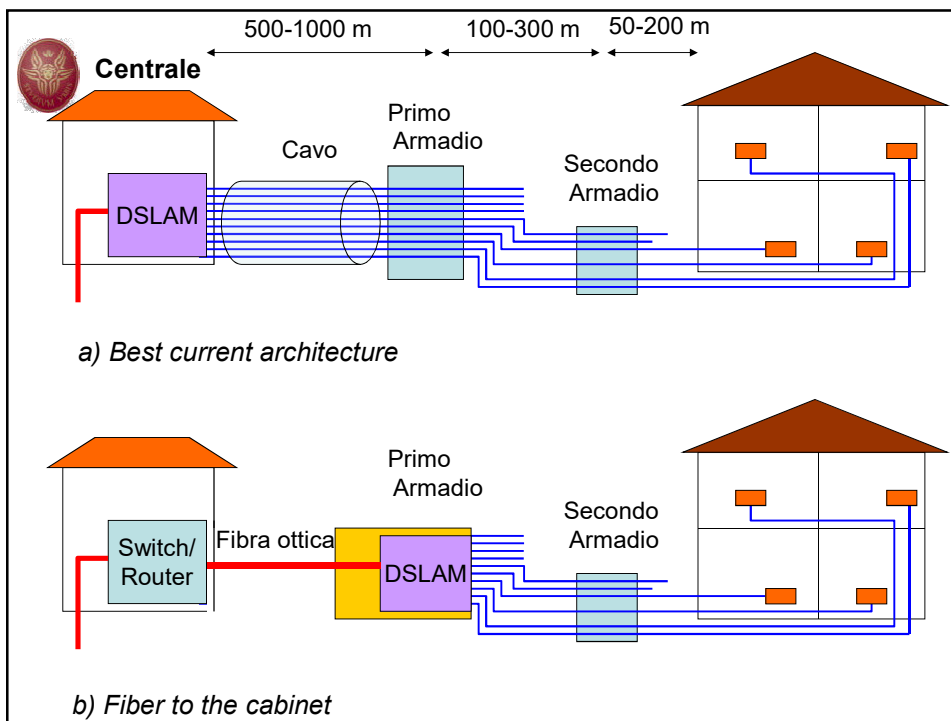 500-1000 m
100-300 m
50-200 m
Centrale
Primo
Armadio
Cavo
Secondo
Armadio
DSLAM
a) Best current architecture
Primo
Armadio
Secondo
Armadio
Switch/
Router
Fibra ottica
DSLAM
b) Fiber to the cabinet